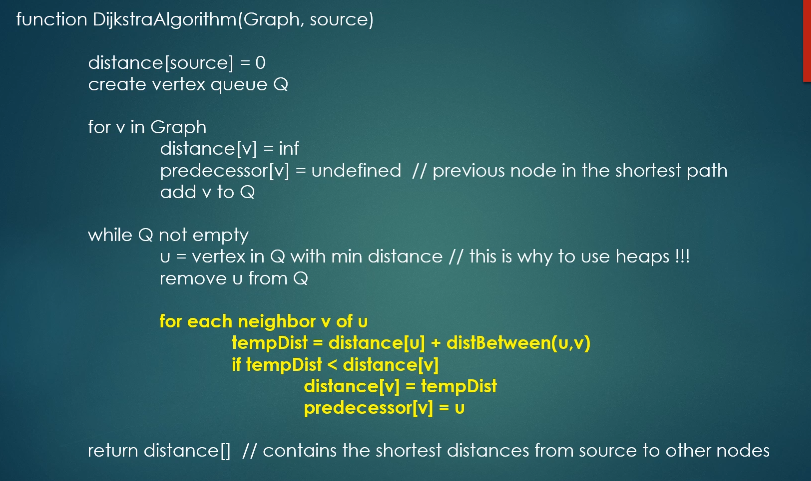 function DijkstraAlgorithm(Graph, source)
distance[source] = 0
create vertex queue Q
for v in Graph
distance[v] = inf
predecessor[v] = undefined // previous node in the shortest path
add v to Q
while Q not empty
u = vertex in Q with min distance // this is why to use heaps !!!
remove u from Q
for each neighbor v of u
tempDist = distance[u] + distBetween(u,v)
if tempDist < distance[v]
distance[v] = tempDist
predecessor[v] = u
return distance[] // contains the shortest distances from source to other nodes